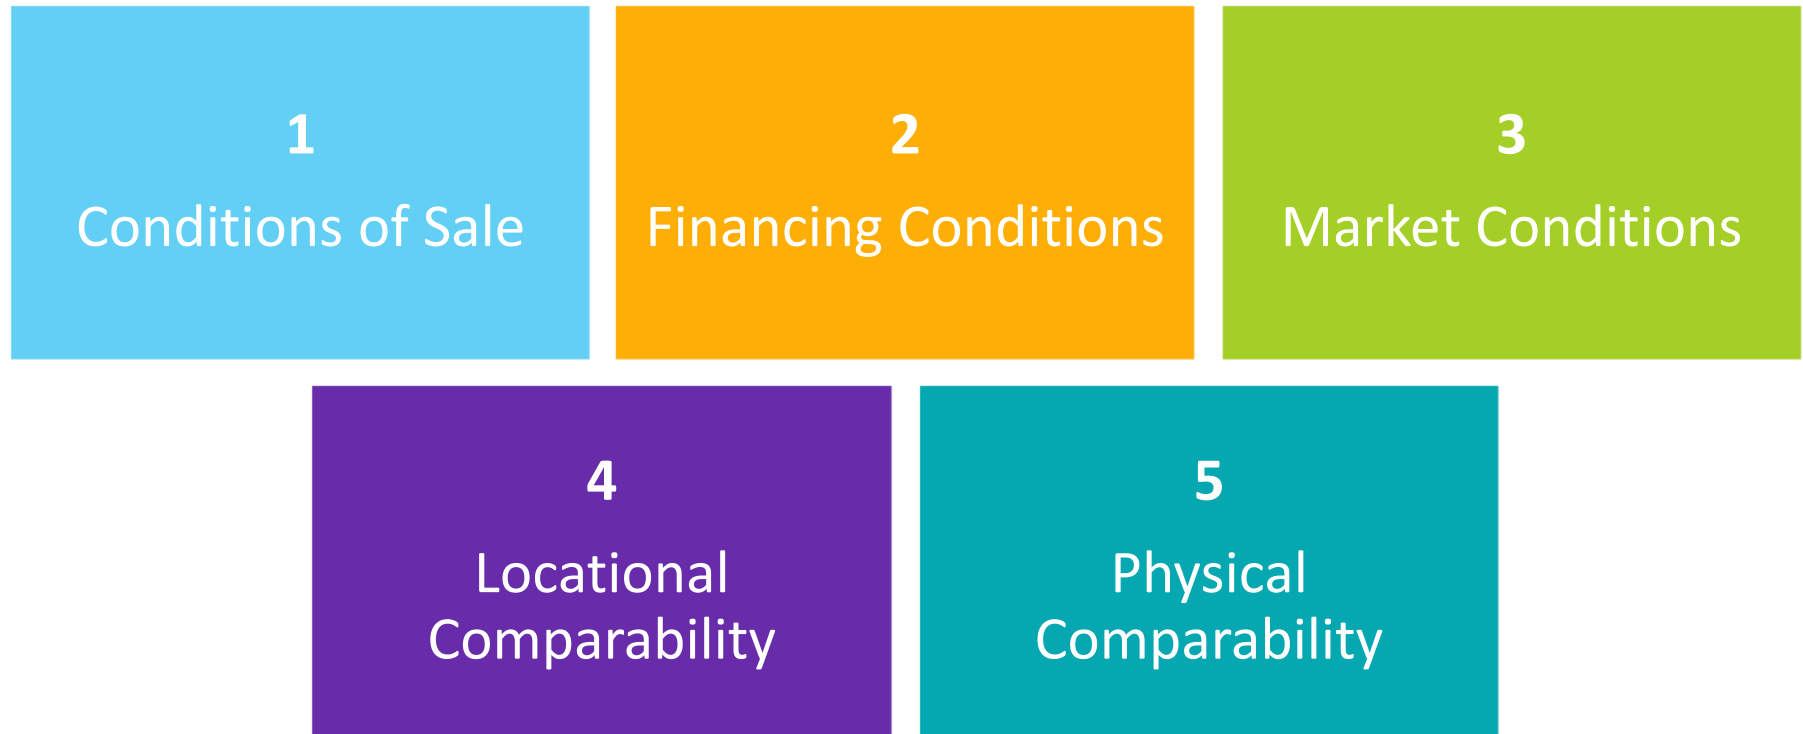 1
Conditions of Sale
2
Financing Conditions
3
Market Conditions
4
Locational
Comparability
5
Physical
Comparability